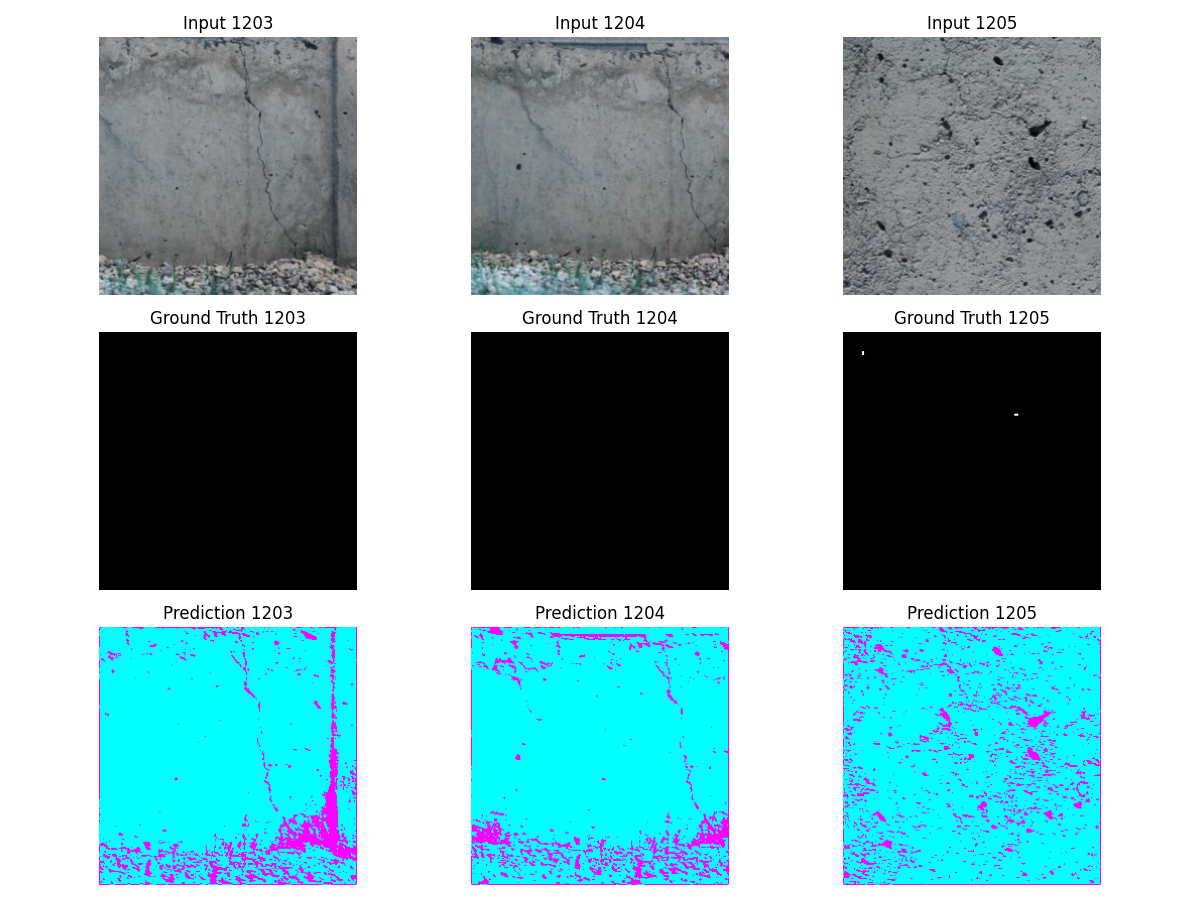 Input 1203
Input 1204
Input 1205
Ground Truth 1203
Ground Truth 1204
Ground Truth 1205
Prediction 1203
Prediction 1204
Prediction 1205